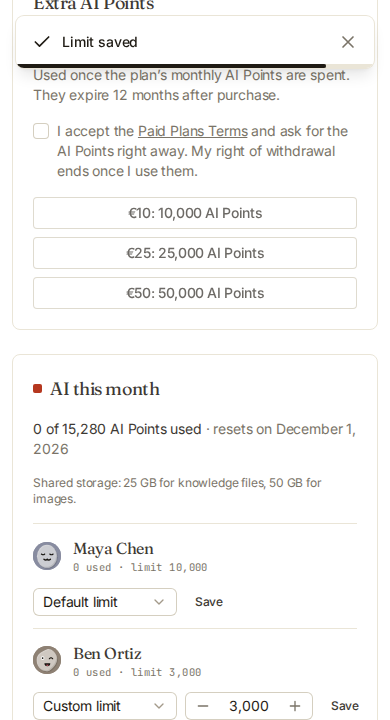 Extra AI Points
Limit saved
Used once the plan's monthly AI Points are spent.
They expire 12 months after purchase.
I accept the Paid Plans Terms and ask for the
AI Points right away. My right of withdrawal
ends once I use them.
€10: 10,000 AI Points
€25: 25,000 AI Points
€50: 50,000 AI Points
AI this month
0 of 15,280 AI Points used · resets on December 1,
2026
Shared storage: 25 GB for knowledge files, 50 GB for
images.
Maya Chen
0 used · limit 10,000
Default limit Save
Ben Ortiz
0 used · limit 3,000
Custom limit 3,000 Save